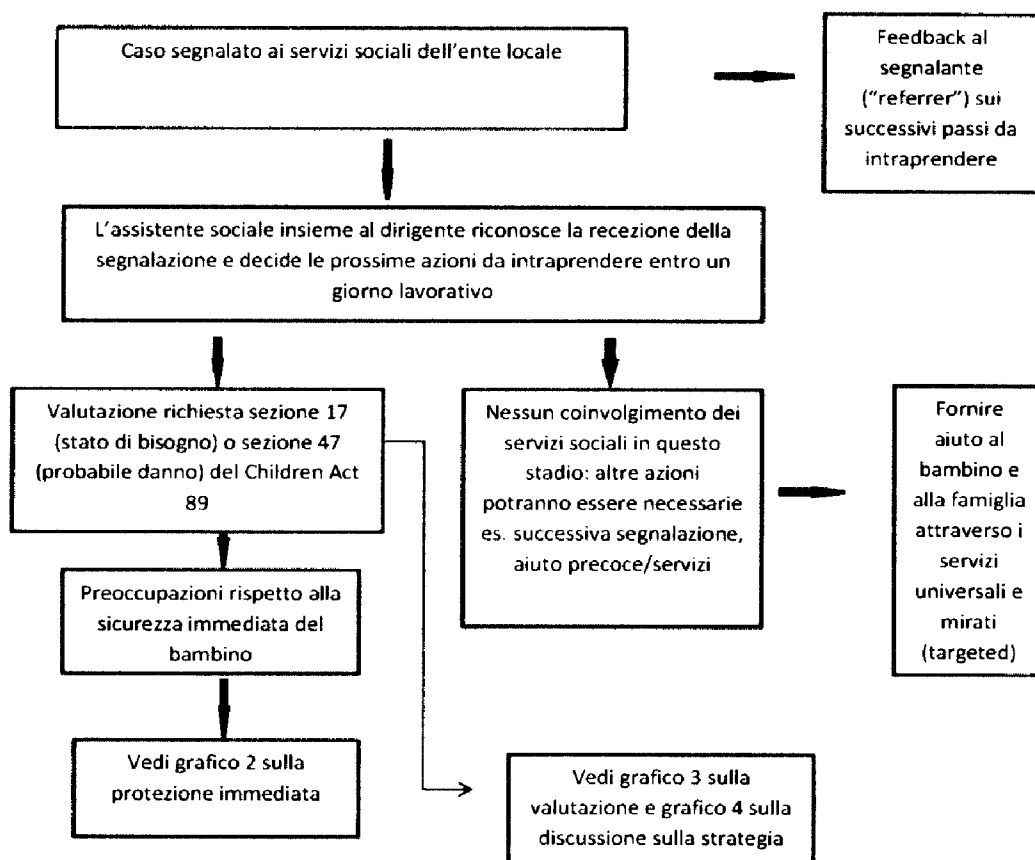 Caso segnalato ai servizi sociali dell'ente locale
Feedback al
segnalante
("referrer") sui
successivi passi da
intraprendere
L'assistente sociale insieme al dirigente riconosce la recezione della
segnalazione e decide le prossime azioni da intraprendere entro un
giorno lavorativo
Valutazione richiesta sezione 17
(stato di bisogno) o sezione 47
(probabile danno) del Children Act
89
Nessun coinvolgimento dei
servizi sociali in questo
stadio: altre azioni
potranno essere necessarie
es. successiva segnalazione,
aiuto precoce/servizi
Fornire
aiuto al
bambino e
alla famiglia
attraverso i
servizi
universali e
mirati
(targeted)
Preoccupazioni rispetto alla
sicurezza immediata del
bambino
Vedi grafico 2 sulla
protezione immediata
Vedi grafico 3 sulla
valutazione e grafico 4 sulla
discussione sulla strategia